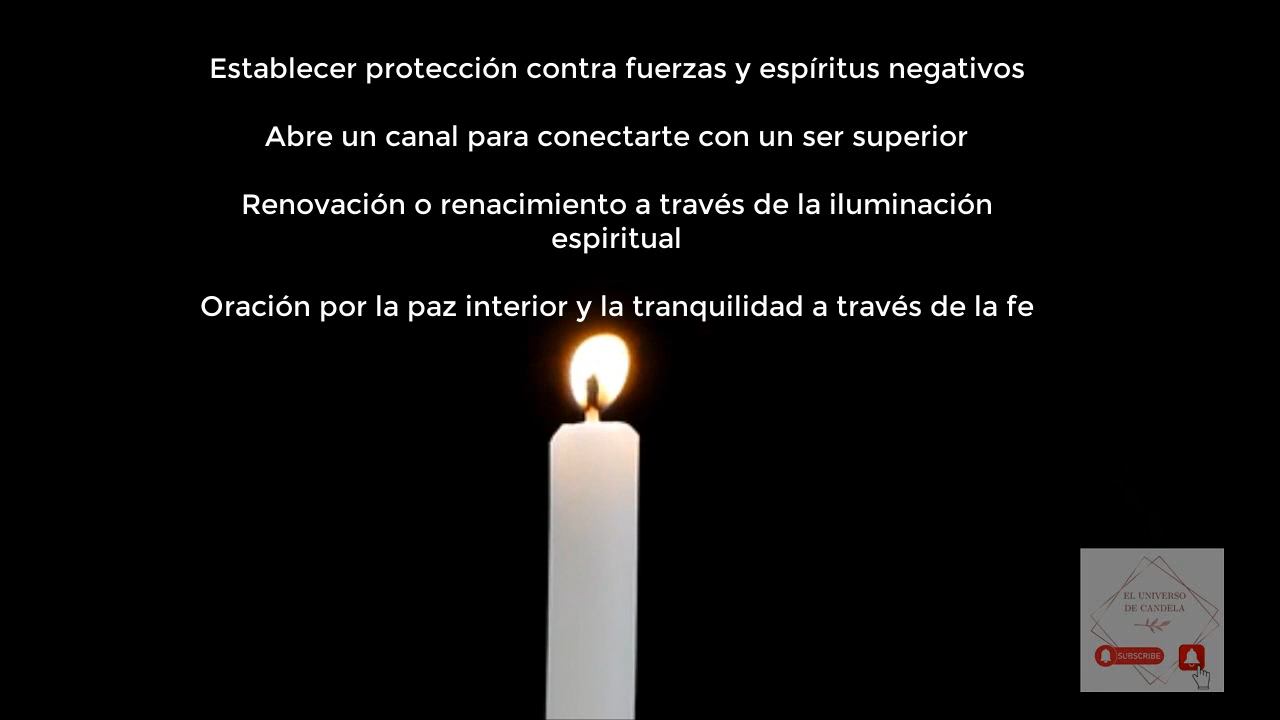 Establecer protección contra fuerzas y espíritus negativos
Abre un canal para conectarte con un ser superior
Renovación o renacimiento a través de la iluminación
espiritual
Oración por la paz interior y la tranquilidad a través de la fe
EL UNIVERSO
DE CANDELA
SUBSCRIBE